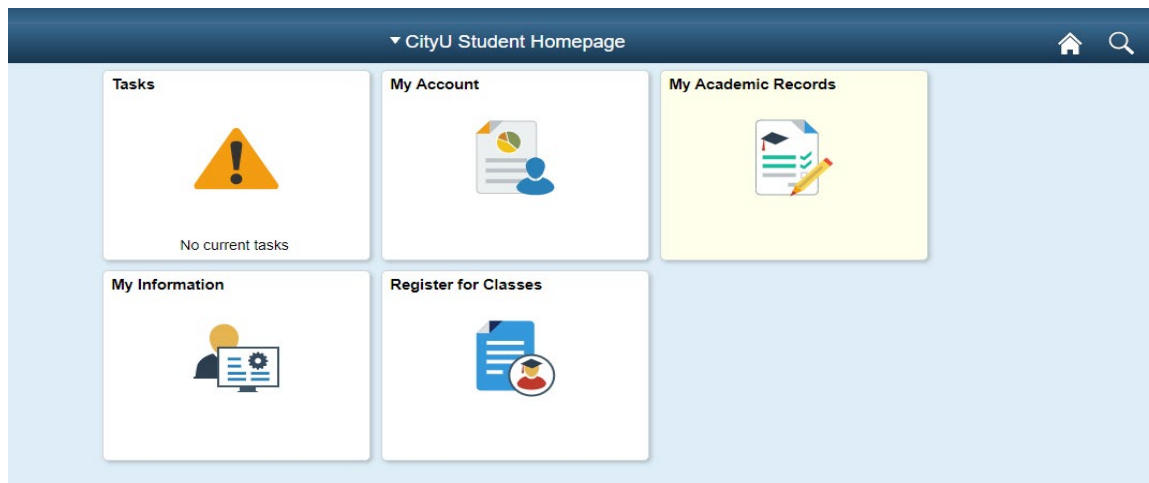 CityU Student Homepage
Tasks
No current tasks
My Account
My Academic Records
My Information
Register for Classes